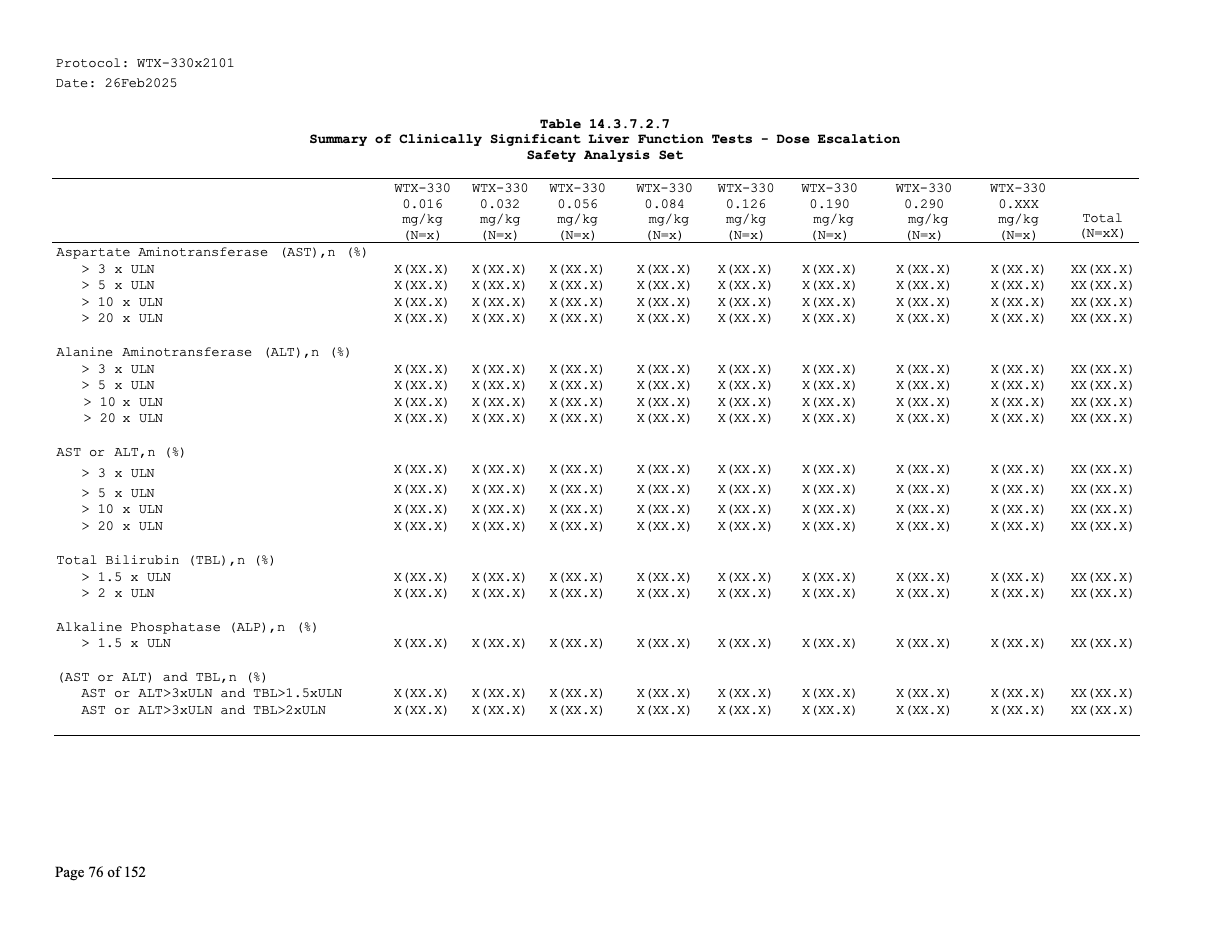 Protocol: WTX-330x2101
Date: 26Feb2025
Table 14.3.7.2.7
Summary of Clinically Significant Liver Function Tests - Dose Escalation
Safety Analysis Set
WTX-330 WTX-330 WTX-330 WTX-330 WTX-330 WTX-330 WTX-330 WTX-330
0.016 0.032 0.056 0.084 0.126 0.190 0.290 0.XXX
mg/kg mg/kg mg/kg mg/kg mg/kg mg/kg mg/kg mg/kg Total
(N=x) (N=x) (N=x) (N=x) (N=x) (N=x) (N=x) (N=x) (N=xX)
Aspartate Aminotransferase (AST),n (%)
> 3 x ULN X(XX.X) X(XX.X) X(XX.X) X(XX.X) X(XX.X) X(XX.X) X(XX.X) X(XX.X) XX(XX.X)
> 5 x ULN X(XX.X) X(XX.X) X(XX.X) X(XX.X) X(XX.X) X(XX.X) X(XX.X) X(XX.X) XX(XX.X)
> 10 x ULN X(XX.X) X(XX.X) X(XX.X) X(XX.X) X(XX.X) X(XX.X) X(XX.X) X(XX.X) XX(XX.X)
> 20 x ULN X(XX.X) X(XX.X) X(XX.X) X(XX.X) X(XX.X) X(XX.X) X(XX.X) X(XX.X) XX(XX.X)
Alanine Aminotransferase (ALT),n (%)
> 3 x ULN X(XX.X) X(XX.X) X(XX.X) X(XX.X) X(XX.X) X(XX.X) X(XX.X) X(XX.X) XX(XX.X)
> 5 x ULN X(XX.X) X(XX.X) X(XX.X) X(XX.X) X(XX.X) X(XX.X) X(XX.X) X(XX.X) XX(XX.X)
> 10 x ULN X(XX.X) X(XX.X) X(XX.X) X(XX.X) X(XX.X) X(XX.X) X(XX.X) X(XX.X) XX(XX.X)
> 20 x ULN X(XX.X) X(XX.X) X(XX.X) X(XX.X) X(XX.X) X(XX.X) X(XX.X) X(XX.X) XX(XX.X)
AST or ALT,n (%)
> 3 x ULN X(XX.X) X(XX.X) X(XX.X) X(XX.X) X(XX.X) X(XX.X) X(XX.X) X(XX.X) XX(XX.X)
> 5 x ULN X(XX.X) X(XX.X) X(XX.X) X(XX.X) X(XX.X) X(XX.X) X(XX.X) X(XX.X) XX(XX.X)
> 10 x ULN X(XX.X) X(XX.X) X(XX.X) X(XX.X) X(XX.X) X(XX.X) X(XX.X) X(XX.X) XX(XX.X)
> 20 x ULN X(XX.X) X(XX.X) X(XX.X) X(XX.X) X(XX.X) X(XX.X) X(XX.X) X(XX.X) XX(XX.X)
Total Bilirubin (TBL),n (%)
> 1.5 x ULN X(XX.X) X(XX.X) X(XX.X) X(XX.X) X(XX.X) X(XX.X) X(XX.X) X(XX.X) XX(XX.X)
> 2 x ULN X(XX.X) X(XX.X) X(XX.X) X(XX.X) X(XX.X) X(XX.X) X(XX.X) X(XX.X) XX(XX.X)
Alkaline Phosphatase (ALP),n (%)
> 1.5 x ULN X(XX.X) X(XX.X) X(XX.X) X(XX.X) X(XX.X) X(XX.X) X(XX.X) X(XX.X) XX(XX.X)
(AST or ALT) and TBL,n (%)
AST or ALT>3xULN and TBL>1.5xULN X(XX.X) X(XX.X) X(XX.X) X(XX.X) X(XX.X) X(XX.X) X(XX.X) X(XX.X) XX(XX.X)
AST or ALT>3xULN and TBL>2xULN X(XX.X) X(XX.X) X(XX.X) X(XX.X) X(XX.X) X(XX.X) X(XX.X) X(XX.X) XX(XX.X)
Page 76 of 152